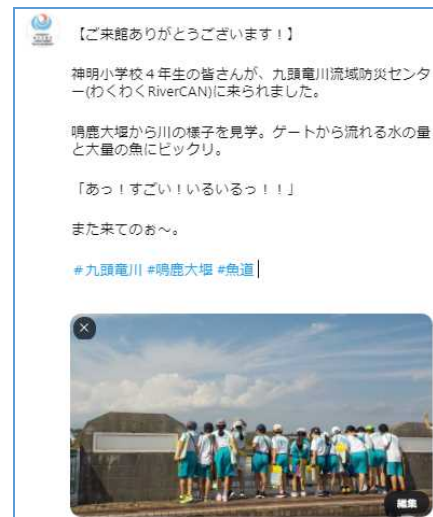 【ご来館ありがとうございます!】
神明小学校4年生の皆さんが、九頭竜川流域防災センタ
ー(わくわくRiverCAN)に来られました。
鳴鹿大堰から川の様子を見学。ゲートから流れる水の量
と大量の魚にビックリ。
「あっ!すごい!いるいるっ!!」
また来てのぉ~。
#九頭竜川 #鳴鹿大堰 #魚道
編集